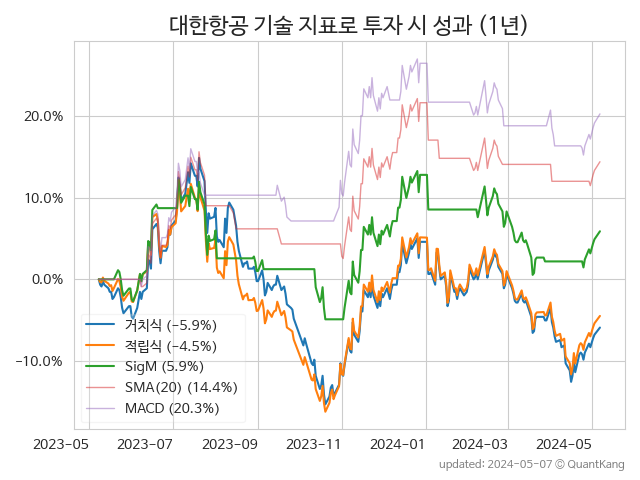 대한항공 기술 지표로 투자 시 성과 (1년)
20.0%
10.0%
0.0%
−10.0%
거치식 (−5.9%)
적립식 (−4.5%)
SigM (5.9%)
SMA(20) (14.4%)
MACD (20.3%)
2023-05 2023-07 2023-09 2023-11 2024-01 2024-03 2024-05
updated: 2024-05-07 © QuantKang